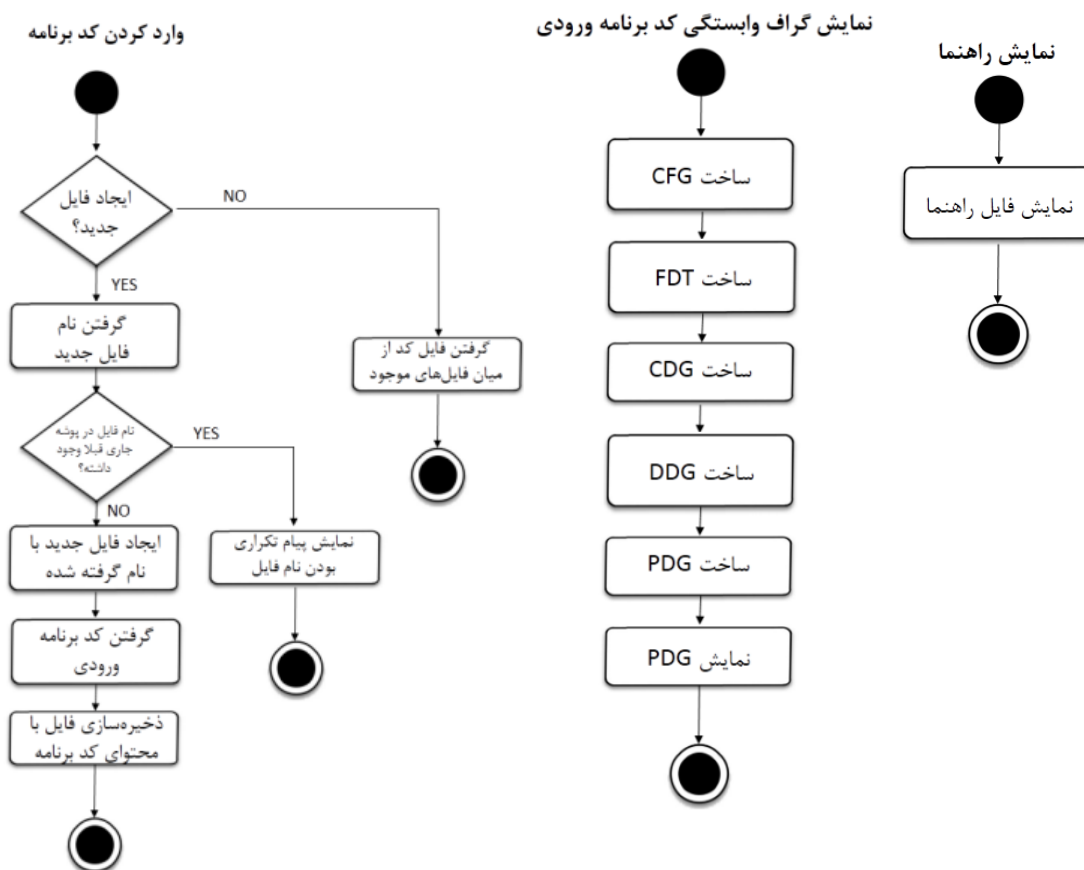 وارد کردن کد برنامه
ایجاد فایل
جدید؟
NO
YES
گرفتن نام
فایل جدید
گرفتن فایل کد از
میان فایل‌های موجود
نام فایل در پوشه
جاری قبلا وجود
داشته؟
YES
NO
ایجاد فایل جدید با
نام گرفته شده
نمایش پیام تکراری
بودن نام فایل
گرفتن کد برنامه
ورودی
ذخیره‌سازی فایل با
محتوای کد برنامه
نمایش گراف وابستگی کد برنامه ورودی
ساخت CFG
ساخت FDT
ساخت CDG
ساخت DDG
ساخت PDG
نمایش PDG
نمایش راهنما
نمایش فایل راهنما